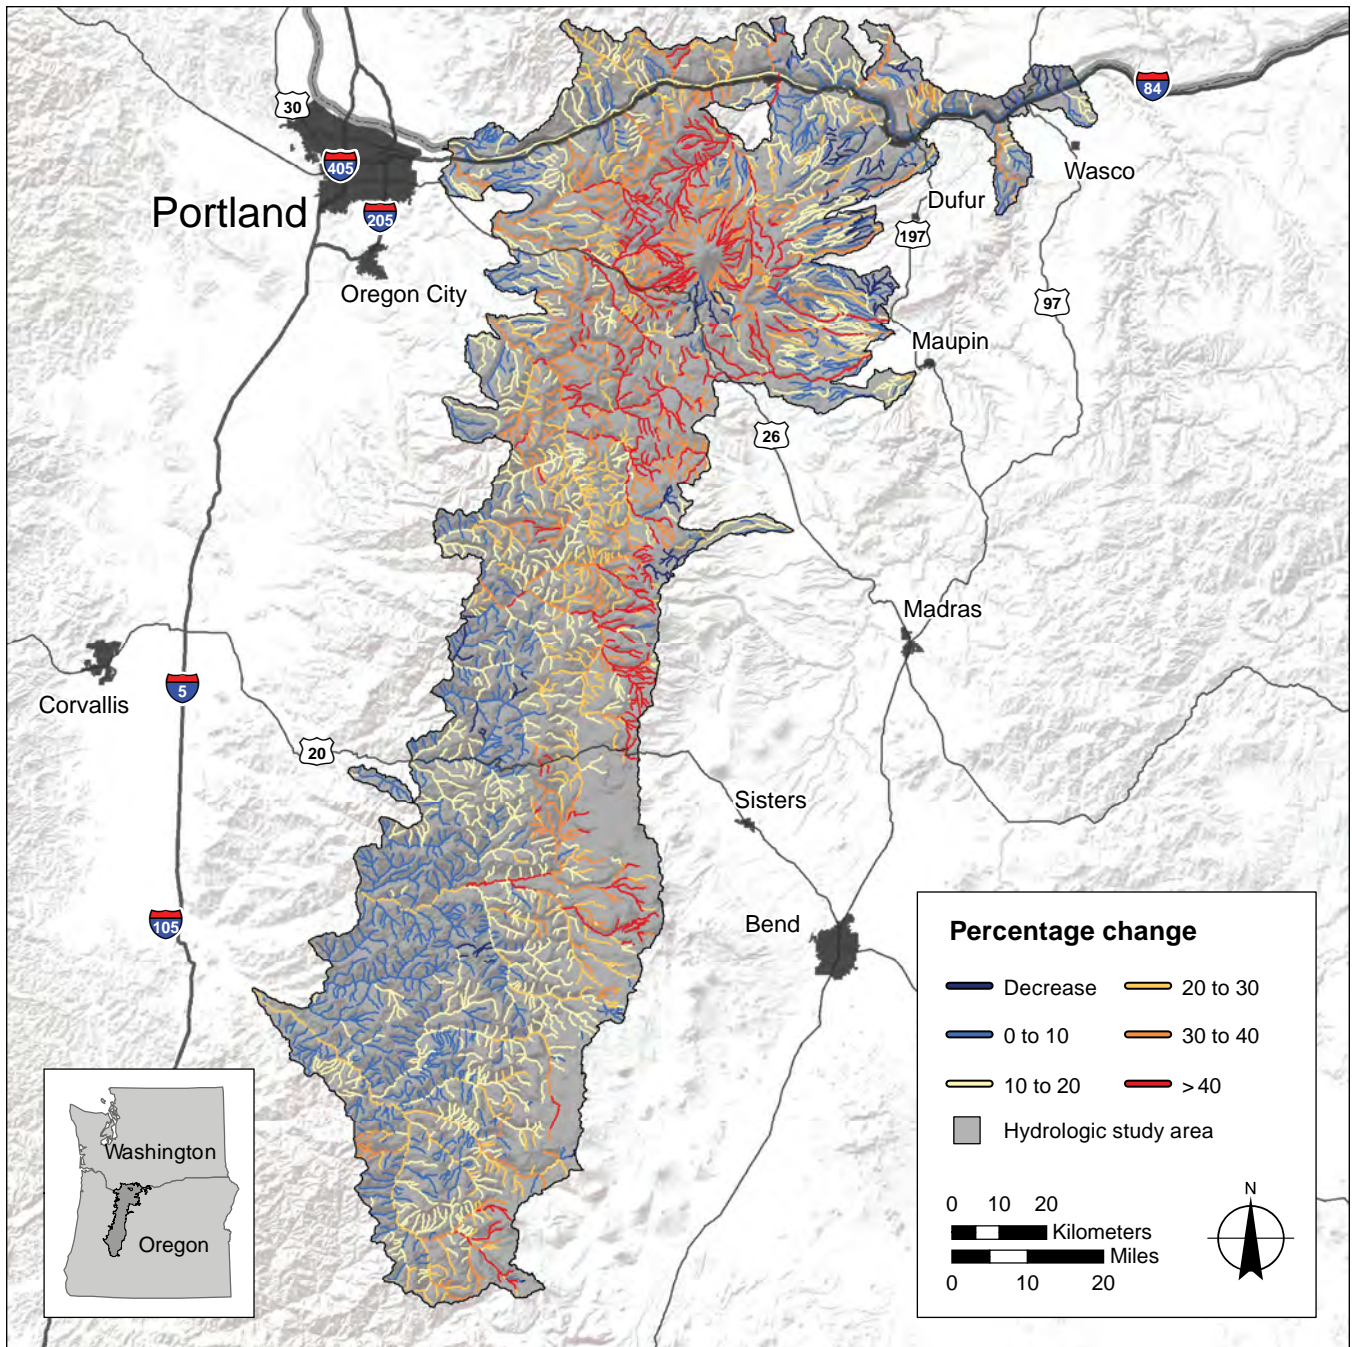 30
84
405
Wasco
Portland
Dufur
205
197
Oregon City
97
Maupin
26
Madras
Corvallis
5
20
Sisters
Bend
105
Percentage change
Decrease
20 to 30
0 to 10
30 to 40
10 to 20
> 40
Hydrologic study area
Washington
Oregon
N
0 10 20
Kilometers
Miles
0 10 20